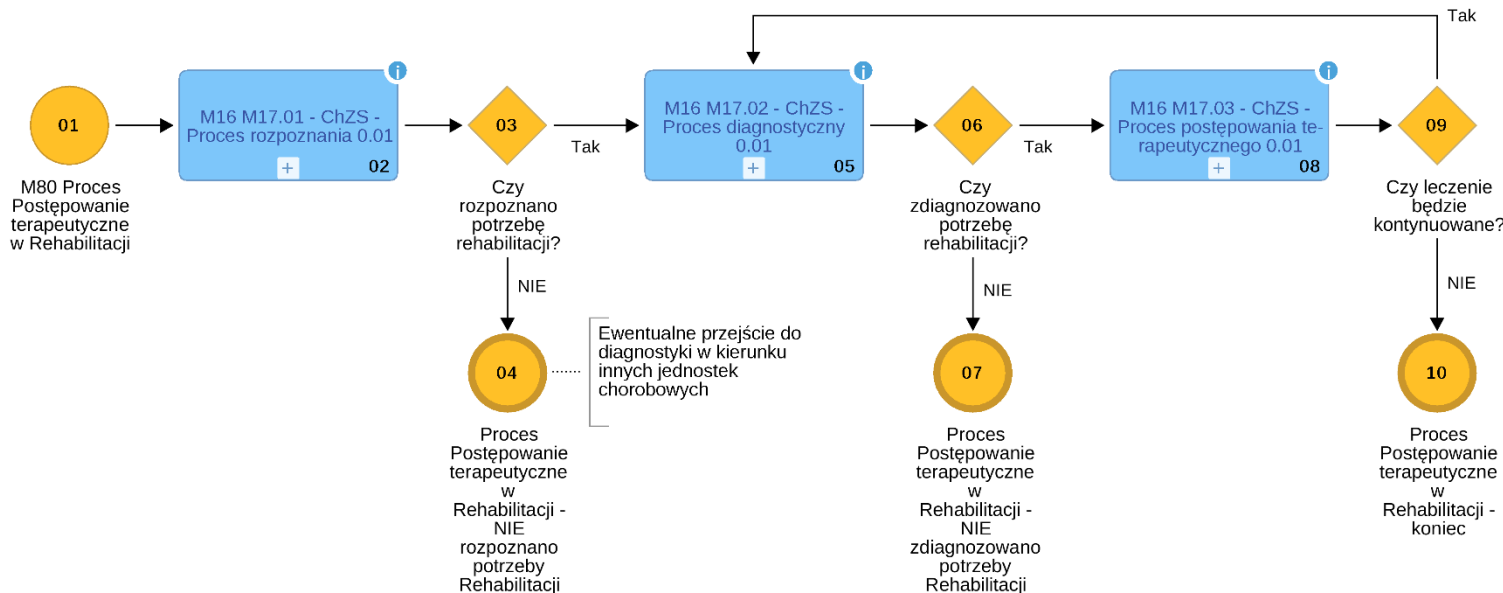 Tak
01
M80 Proces
Postępowanie
terapeutyczne
w Rehabilitacji
i
M16 M17.01 - ChZS -
Proces rozpoznania 0.01
+
02
03
Czy
rozpoznano
potrzebę
rehabilitacji?
Tak
NIE
04
Ewentualne przejście do
diagnostyki w kierunku
innych jednostek
chorobowych
Proces
Postępowanie
terapeutyczne
w
Rehabilitacji -
NIE
rozpoznano
potrzeby
Rehabilitacji
i
M16 M17.02 - ChZS -
Proces diagnostyczny
0.01
+
05
06
Czy
zdiagnozowano
potrzebę
rehabilitacji?
Tak
NIE
07
Proces
Postępowanie
terapeutyczne
w
Rehabilitacji -
NIE
zdiagnozowano
potrzeby
Rehabilitacji
i
M16 M17.03 - ChZS -
Proces postępowania te-
rapeutycznego 0.01
+
08
09
Czy leczenie
będzie
kontynuowane?
NIE
10
Proces
Postępowanie
terapeutyczne
w
Rehabilitacji -
koniec